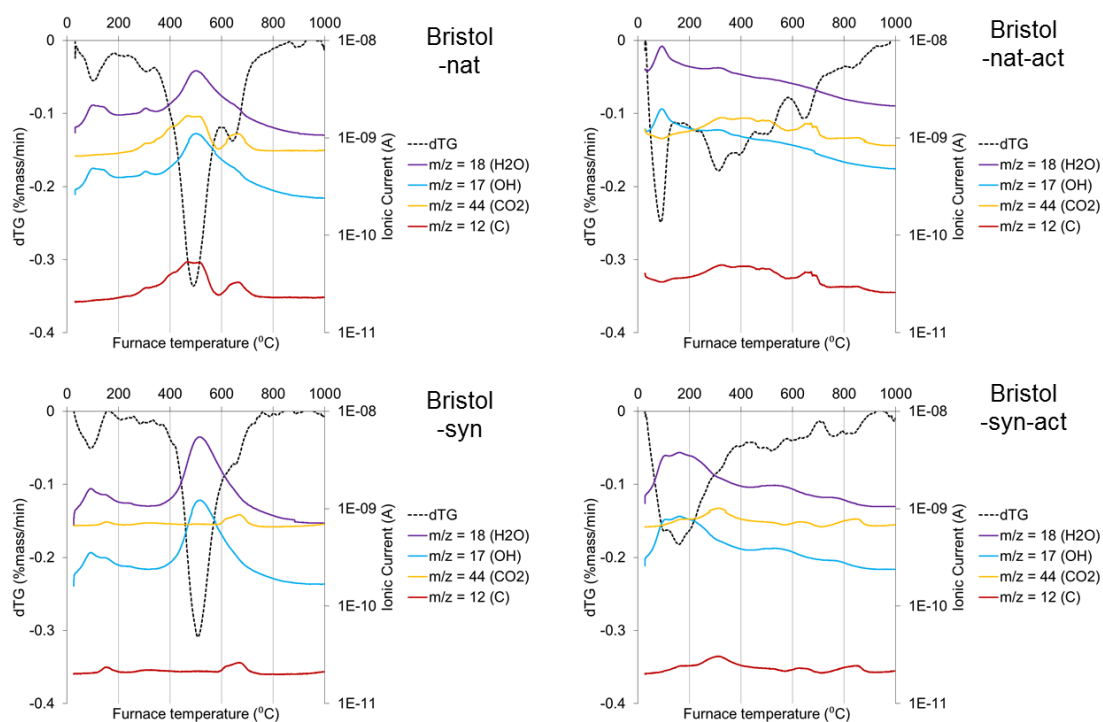 0 200 400 600 800 1000
0
-0.1
-0.2
-0.3
-0.4
dTG (%mass/min)
1E-08
1E-09
1E-10
1E-11
Ionic Current (A)
Furnace temperature (⁰C)
Bristol
-nat
dTG
m/z = 18 (H2O)
m/z = 17 (OH)
m/z = 44 (CO2)
m/z = 12 (C)
0 200 400 600 800 1000
0
-0.1
-0.2
-0.3
-0.4
dTG (%mass/min)
1E-08
1E-09
1E-10
1E-11
Ionic Current (A)
Furnace temperature (⁰C)
Bristol
-nat-act
dTG
m/z = 18 (H2O)
m/z = 17 (OH)
m/z = 44 (CO2)
m/z = 12 (C)
0 200 400 600 800 1000
0
-0.1
-0.2
-0.3
-0.4
dTG (%mass/min)
1E-08
1E-09
1E-10
1E-11
Ionic Current (A)
Furnace temperature (⁰C)
Bristol
-syn
dTG
m/z = 18 (H2O)
m/z = 17 (OH)
m/z = 44 (CO2)
m/z = 12 (C)
0 200 400 600 800 1000
0
-0.1
-0.2
-0.3
-0.4
dTG (%mass/min)
1E-08
1E-09
1E-10
1E-11
Ionic Current (A)
Furnace temperature (⁰C)
Bristol
-syn-act
dTG
m/z = 18 (H2O)
m/z = 17 (OH)
m/z = 44 (CO2)
m/z = 12 (C)